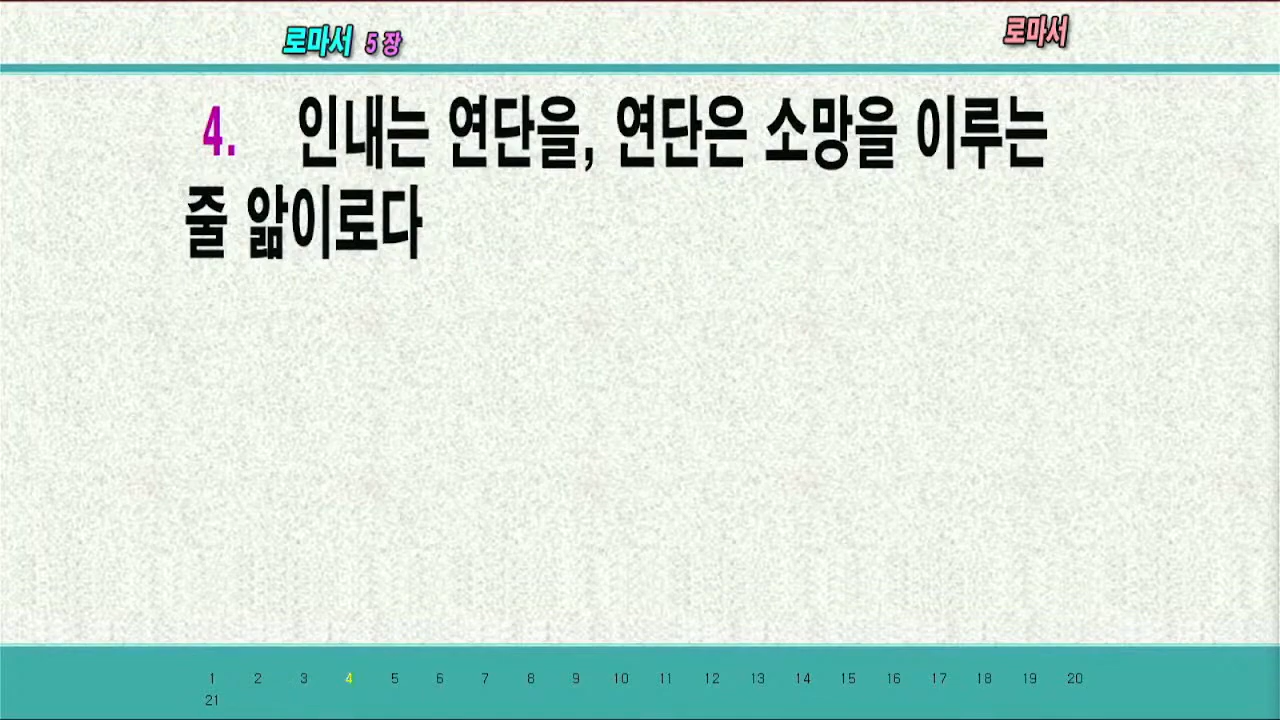 로마서 5 장
로마서
4. 인내는 연단을, 연단은 소망을 이루는
줄 앎이로다
1 2 3 4 5 6 7 8 9 10 11 12 13 14 15 16 17 18 19 20
21